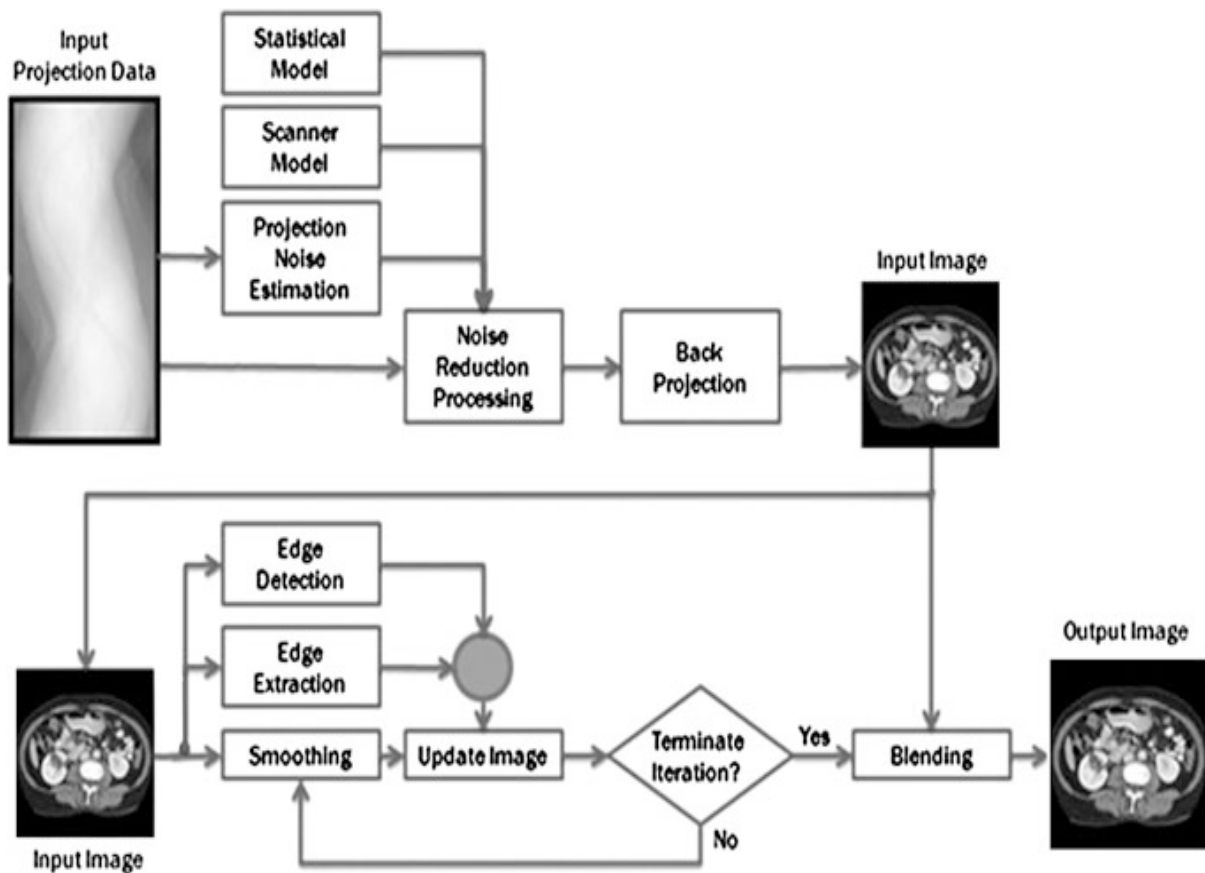 Input
Projection Data
Statistical
Model
Scanner
Model
Projection
Noise
Estimation
Noise
Reduction
Processing
Back
Projection
Input Image
Edge
Detection
Edge
Extraction
Smoothing
Update Image
Terminate
Iteration?
Yes
No
Blending
Output Image
Input Image